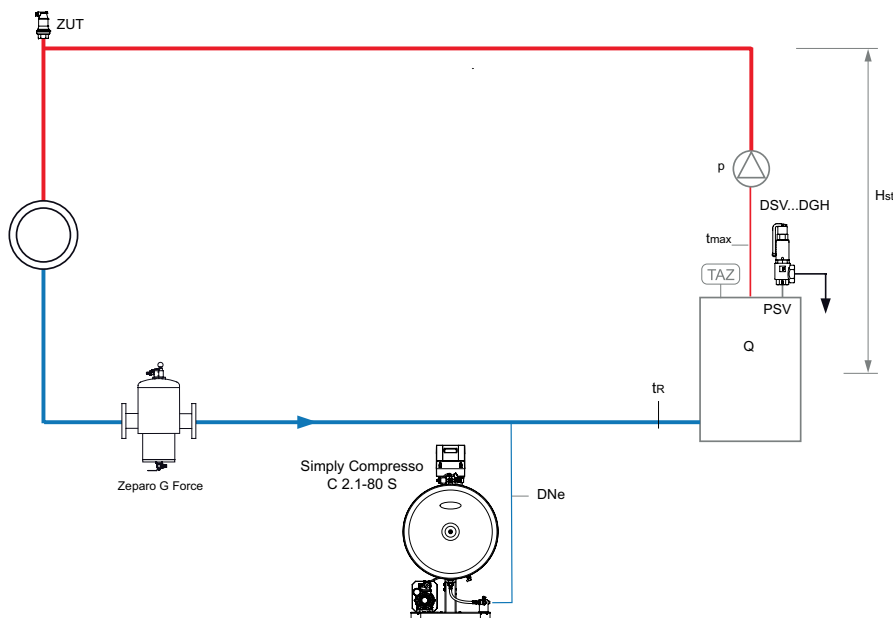 ZUT
p
Hst
DSV...DGH
tmax
TAZ
PSV
Q
tR
Simply Compresso
C 2.1-80 S
DNe
Zeparo G Force